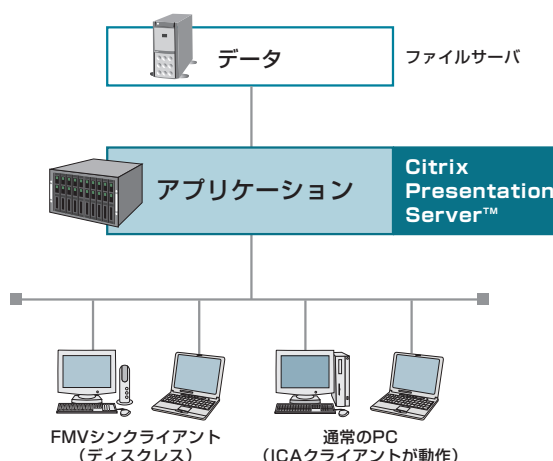 データ
ファイルサーバ
アプリケーション
Citrix
Presentation
Server™
FMVシンクライアント
（ディスクレス）
通常のPC
（ICAクライアントが動作）